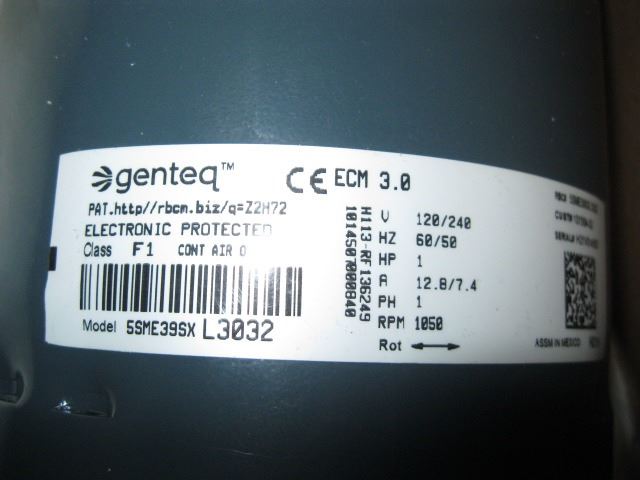 genteq™
CE ECM 3.0
PAT.http//rbcm.biz/q=Z2H72
ELECTRONIC PROTECTED
Class F1 CONT AIR O
Model 5SME39SX L3032
H113-RF136249
V 120/240
HZ 60/50
HP 1
A 12.8/7.4
PH 1
RPM 1050
Rot
ASSM IN MEXICO